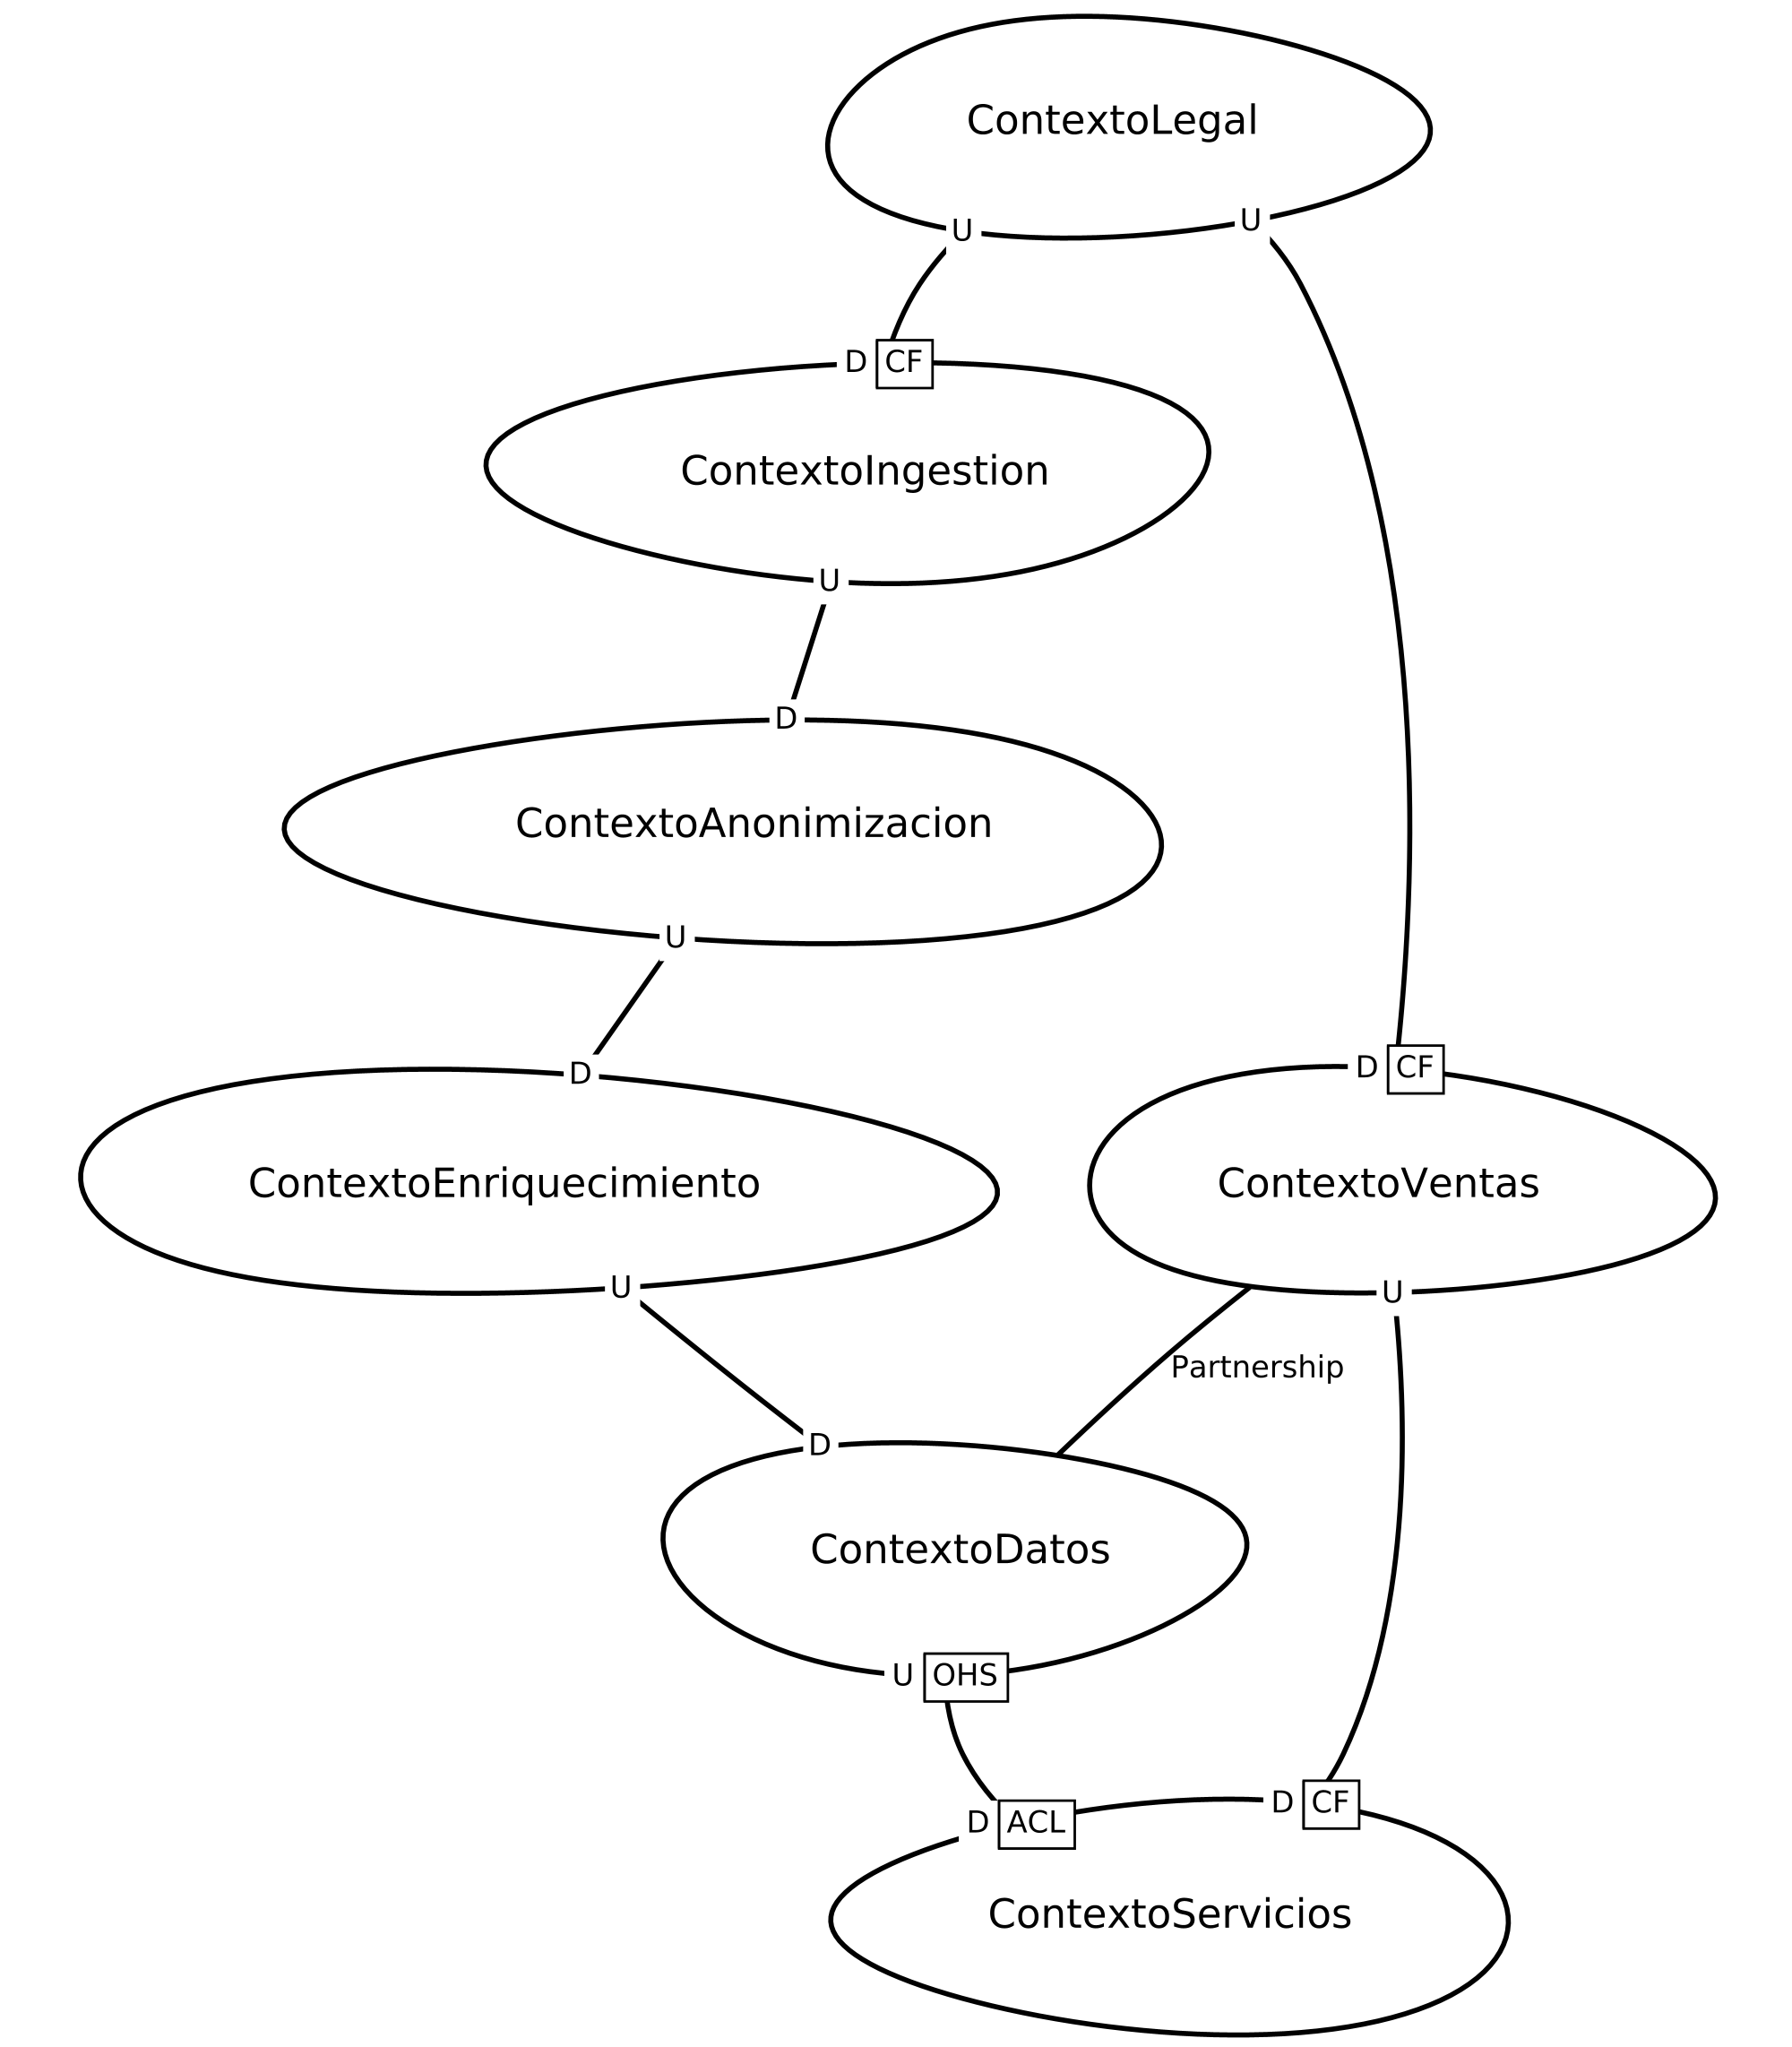 ContextoLegal
U
U
D CF
ContextoIngestion
U
D
ContextoAnonimizacion
U
D
D CF
ContextoEnriquecimiento
ContextoVentas
U
U
Partnership
D
ContextoDatos
U OHS
D ACL
D CF
ContextoServicios